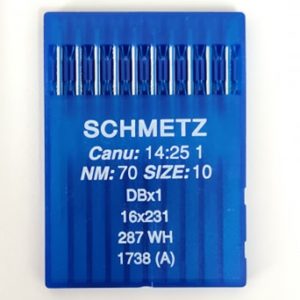 SCHMETZ
Canu: 14:25 1
NM: 70 SIZE: 10
DBx1
16x231
287 WH
1738 (A)